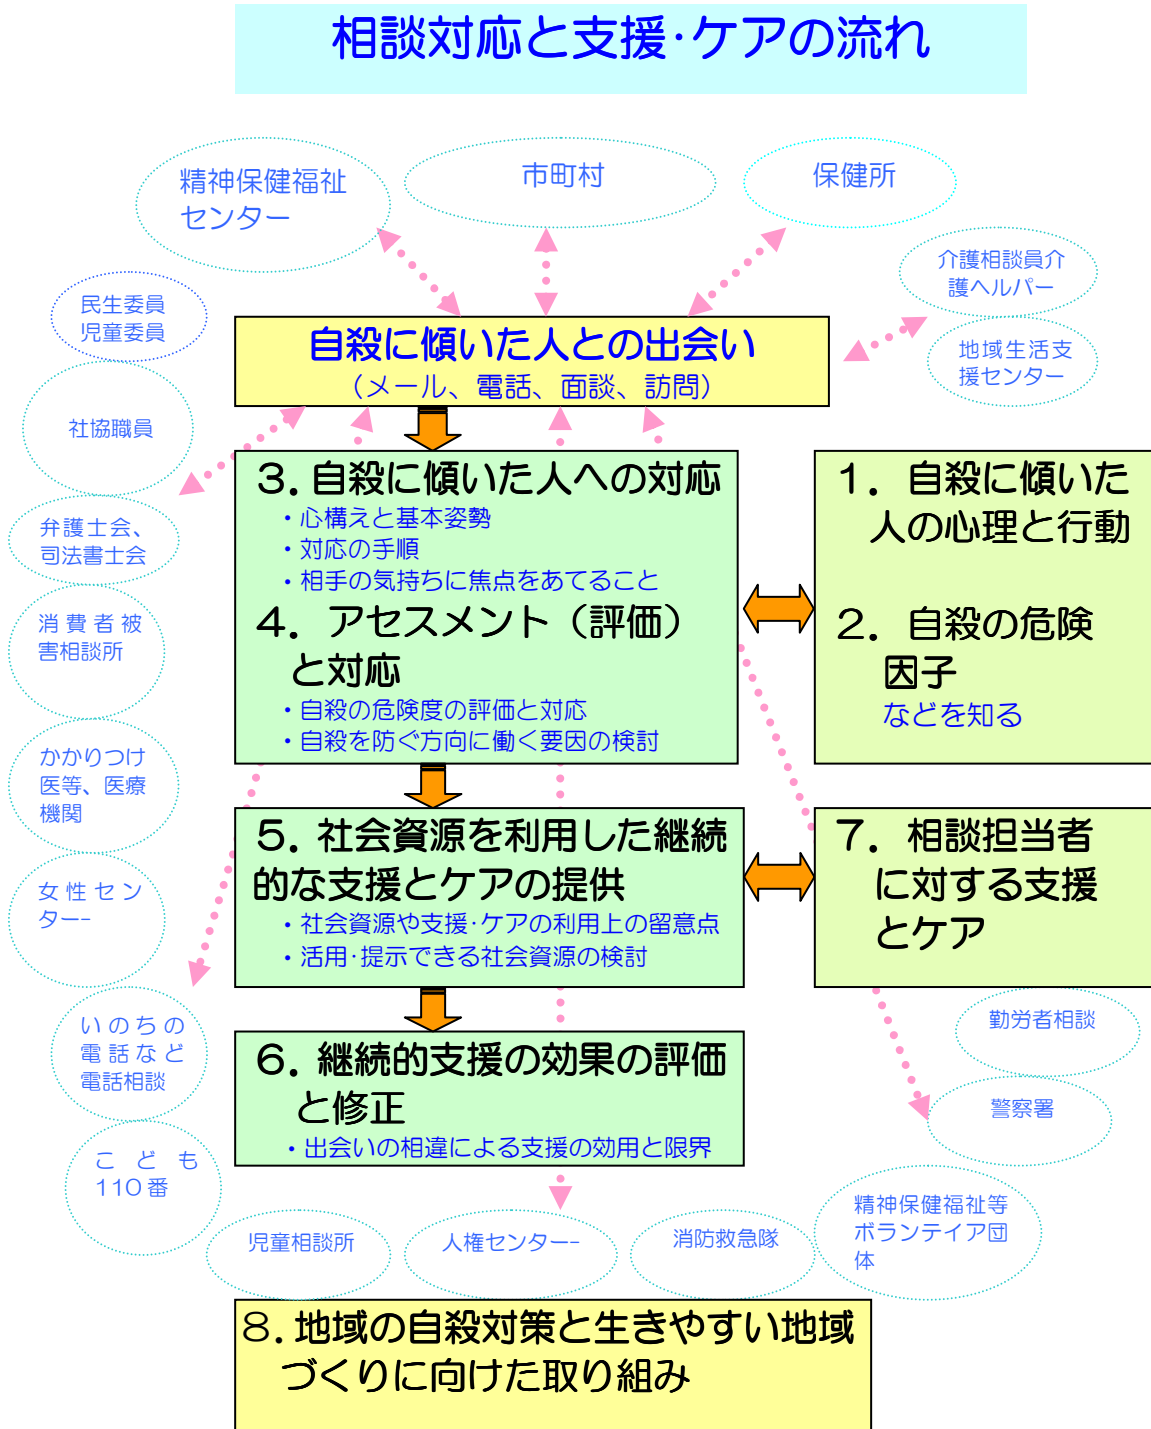 相談対応と支援･ケアの流れ
精神保健福祉
センター
市町村
保健所
介護相談員介
護ヘルパー
民生委員
児童委員
自殺に傾いた人との出会い
（メール、電話、面談、訪問）
地域生活支
援センター
社協職員
３．自殺に傾いた人への対応
・心構えと基本姿勢
・対応の手順
・相手の気持ちに焦点をあてること
４．アセスメント（評価）
と対応
・自殺の危険度の評価と対応
・自殺を防ぐ方向に働く要因の検討
１．自殺に傾いた
人の心理と行動
２．自殺の危険
因子
などを知る
弁護士会、
司法書士会
消費者被
害相談所
かかりつけ
医等、医療
機関
５．社会資源を利用した継続
的な支援とケアの提供
・社会資源や支援･ケアの利用上の留意点
・活用･提示できる社会資源の検討
７．相談担当者
に対する支援
とケア
女性セン
ター-
いのちの
電話など
電話相談
勤労者相談
６．継続的支援の効果の評価
と修正
・出会いの相違による支援の効用と限界
警察署
こども
110番
精神保健福祉等
ボランテイア団
体
児童相談所
人権センター-
消防救急隊
８．地域の自殺対策と生きやすい地域
づくりに向けた取り組み